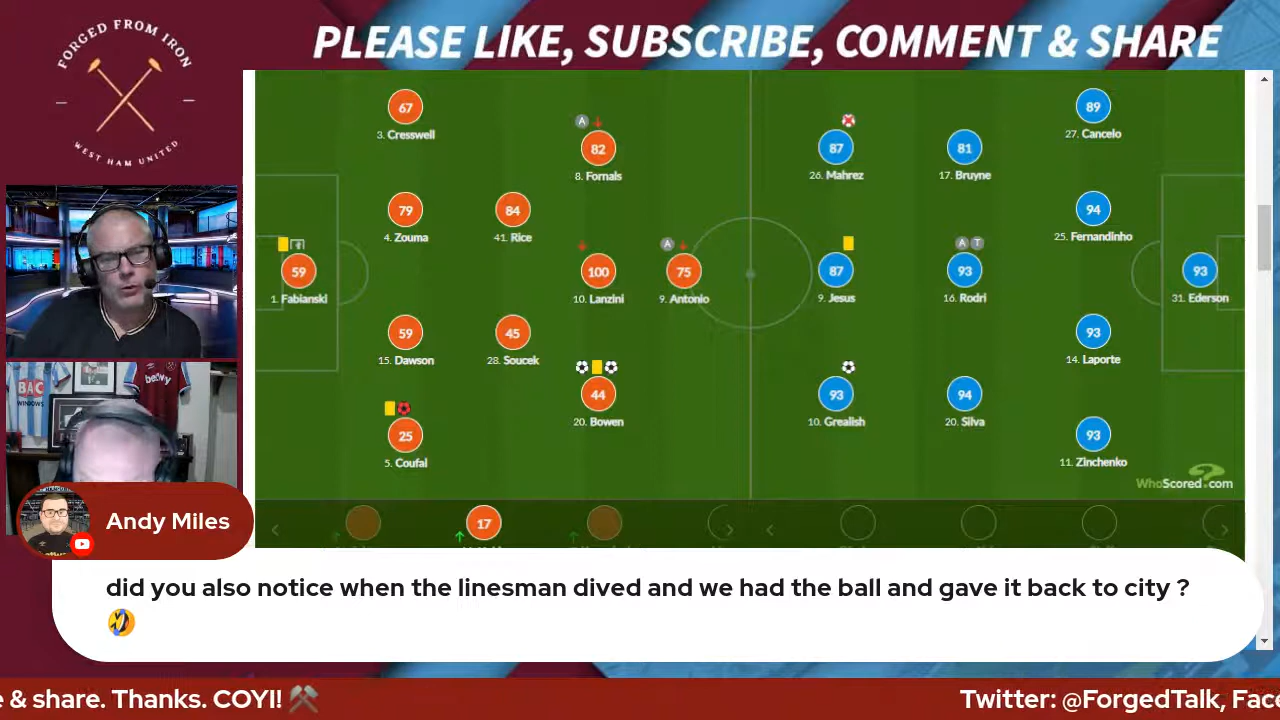 FORGED FROM IRON
WEST HAM UNITED
PLEASE LIKE, SUBSCRIBE, COMMENT & SHARE
67
3. Cresswell
A
82
8. Fornals
87
26. Mahrez
81
17. Bruyne
89
27. Cancelo
79
4. Zouma
84
41. Rice
94
25. Fernandinho
59
1. Fabianski
100
10. Lanzini
A
75
9. Antonio
87
9. Jesus
A T
93
16. Rodri
93
31. Ederson
59
15. Dawson
45
28. Soucek
93
14. Laporte
44
20. Bowen
93
10. Grealish
94
20. Silva
25
5. Coufal
93
11. Zinchenko
WhoScored.com
17
BAC
WINDOWS
betway
Andy Miles
did you also notice when the linesman dived and we had the ball and gave it back to city ?
🤣
e & share. Thanks. COYI! ⚒
Twitter: @ForgedTalk, Face